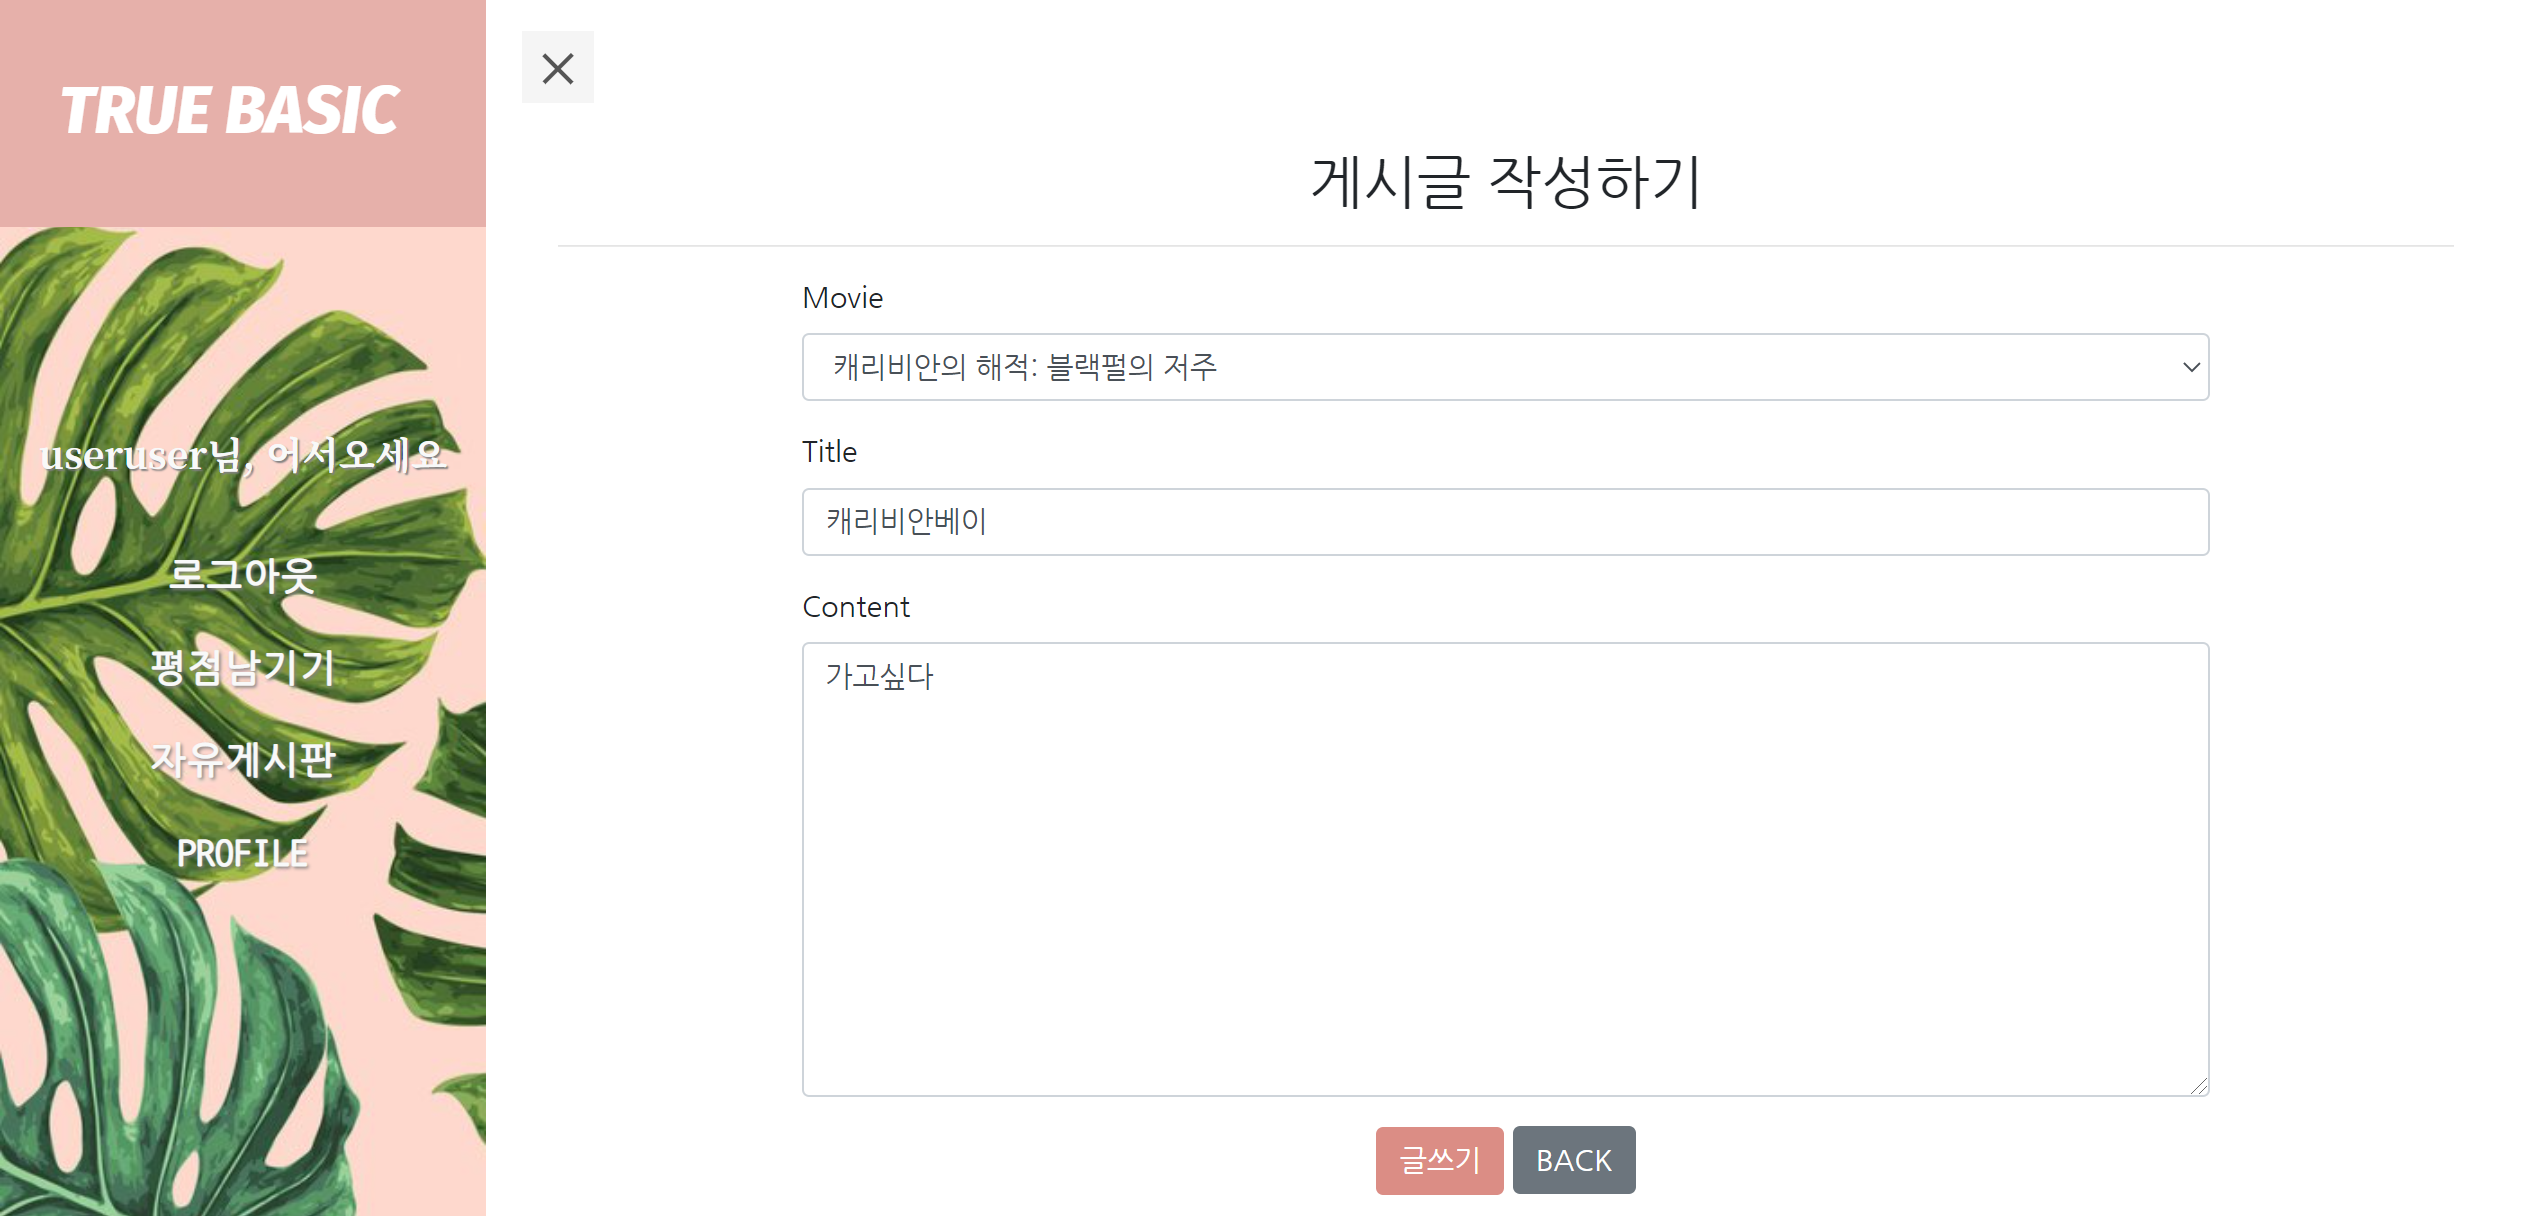 TRUE BASIC
useruser님, 어서오세요
로그아웃
평점남기기
자유게시판
PROFILE
게시글 작성하기
Movie
캐리비안의 해적: 블랙펄의 저주
Title
캐리비안베이
Content
가고싶다
글쓰기 BACK